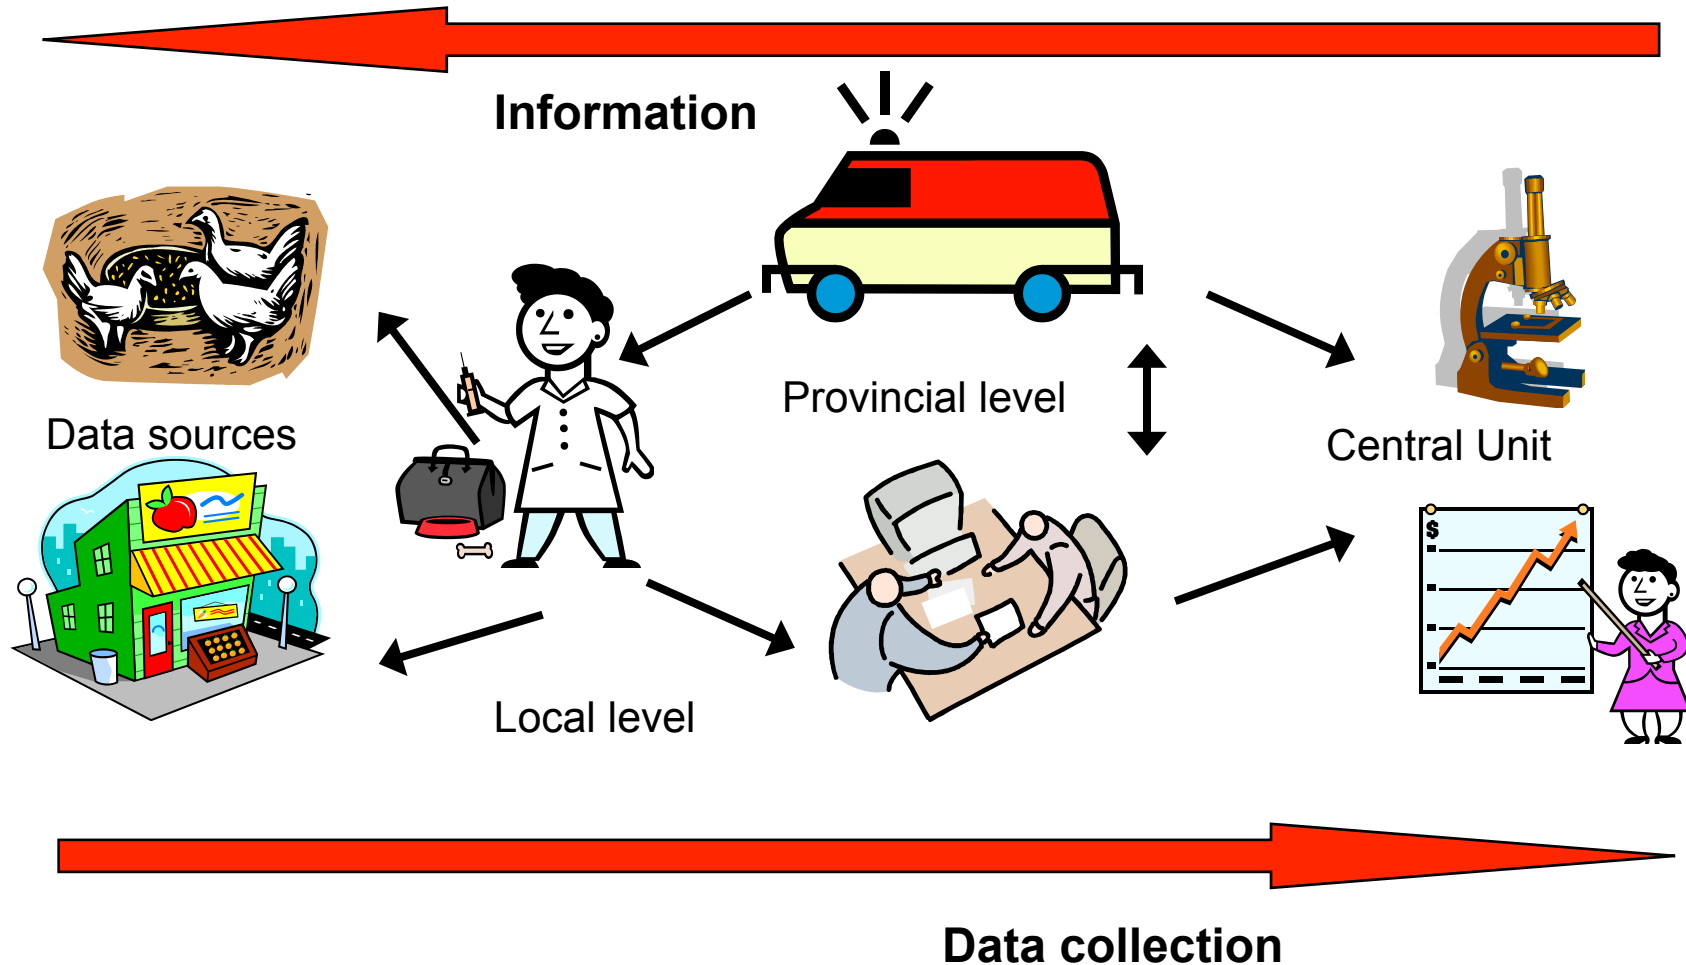 Information
Provincial level
Data sources
Central Unit
$
Local level
Data collection